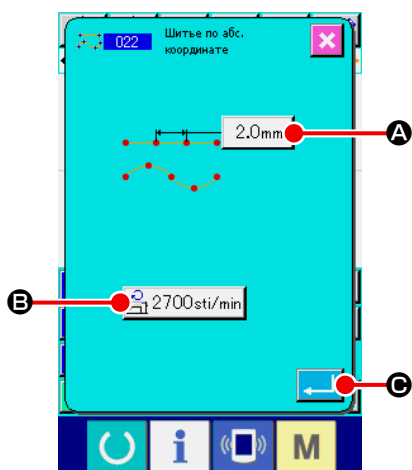 022
Шитье по абс.
координате
2.0mm
A
B
2700sti/min
C
M